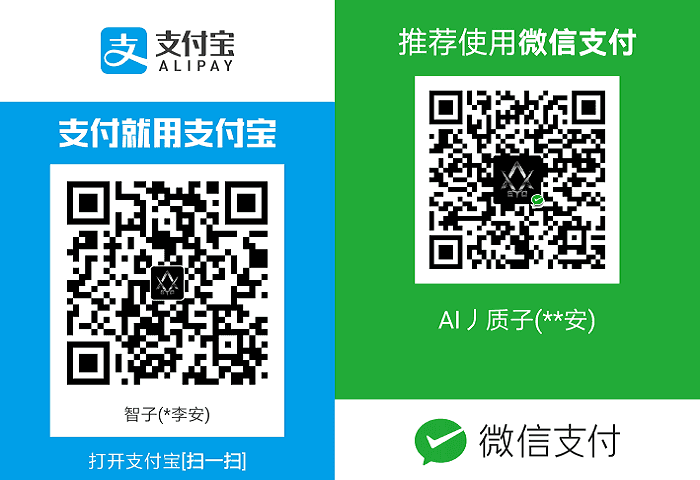 支付宝
ALIPAY
支付就用支付宝
智子(*李安)
打开支付宝[扫一扫]
推荐使用微信支付
AI丿质子(**安)
微信支付